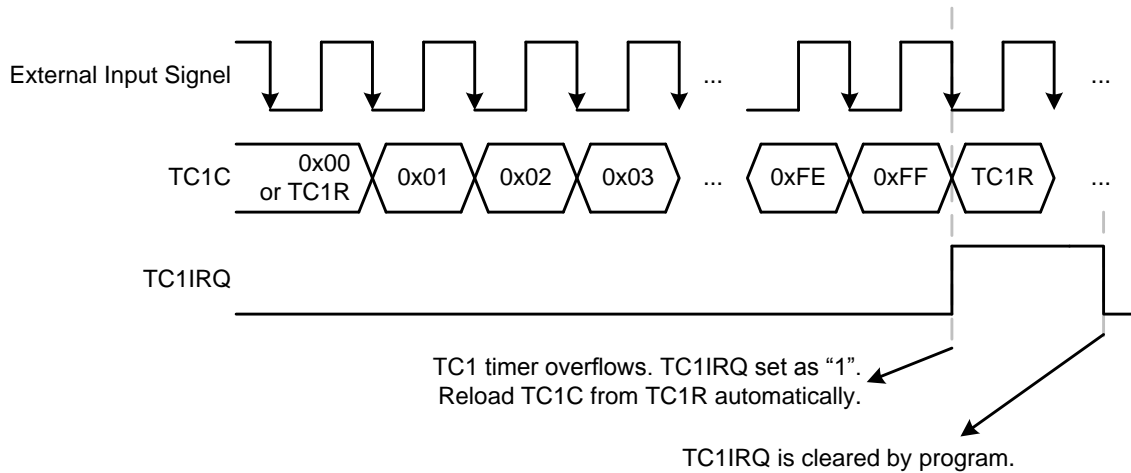 External Input Signel
...
...
TC1C
0x00
or TC1R
0x01
0x02
0x03
...
0xFE
0xFF
TC1R
...
TC1IRQ
TC1 timer overflows. TC1IRQ set as “1”.
Reload TC1C from TC1R automatically.
TC1IRQ is cleared by program.